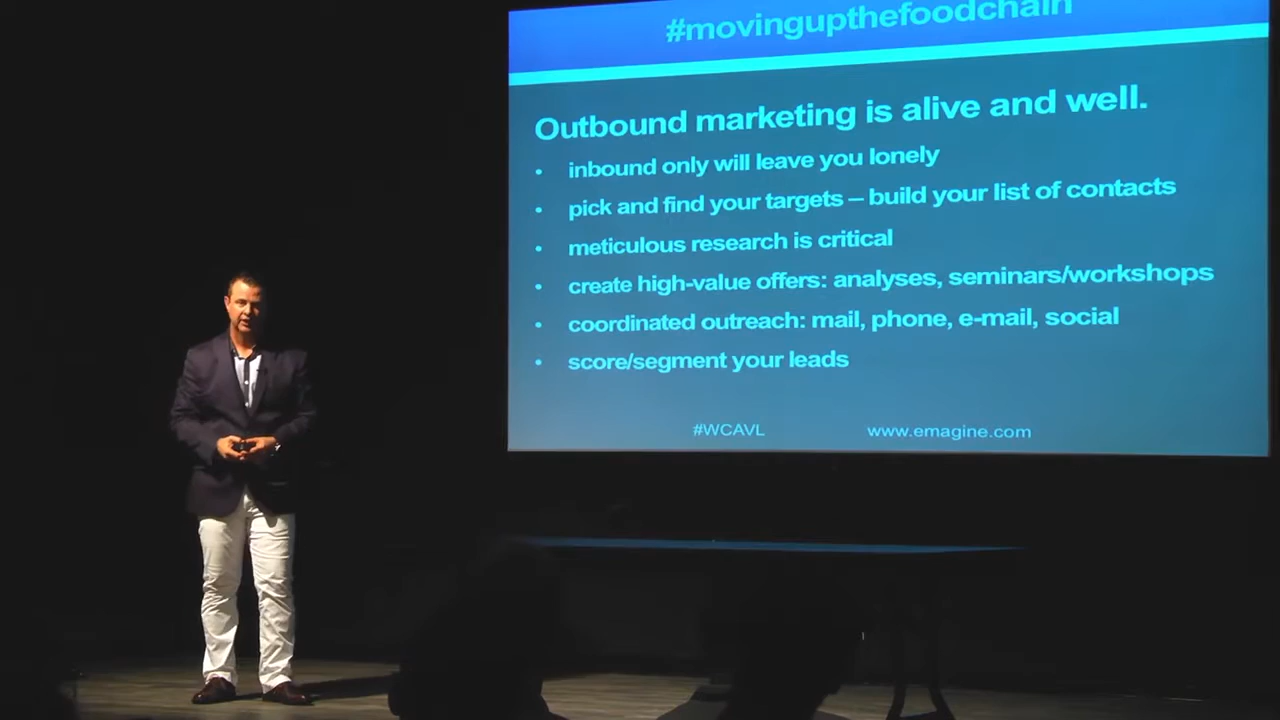 #movingupthefoodchain
Outbound marketing is alive and well.
• inbound only will leave you lonely
• pick and find your targets – build your list of contacts
• meticulous research is critical
• create high-value offers: analyses, seminars/workshops
• coordinated outreach: mail, phone, e-mail, social
• score/segment your leads
#WCAVL www.emagine.com